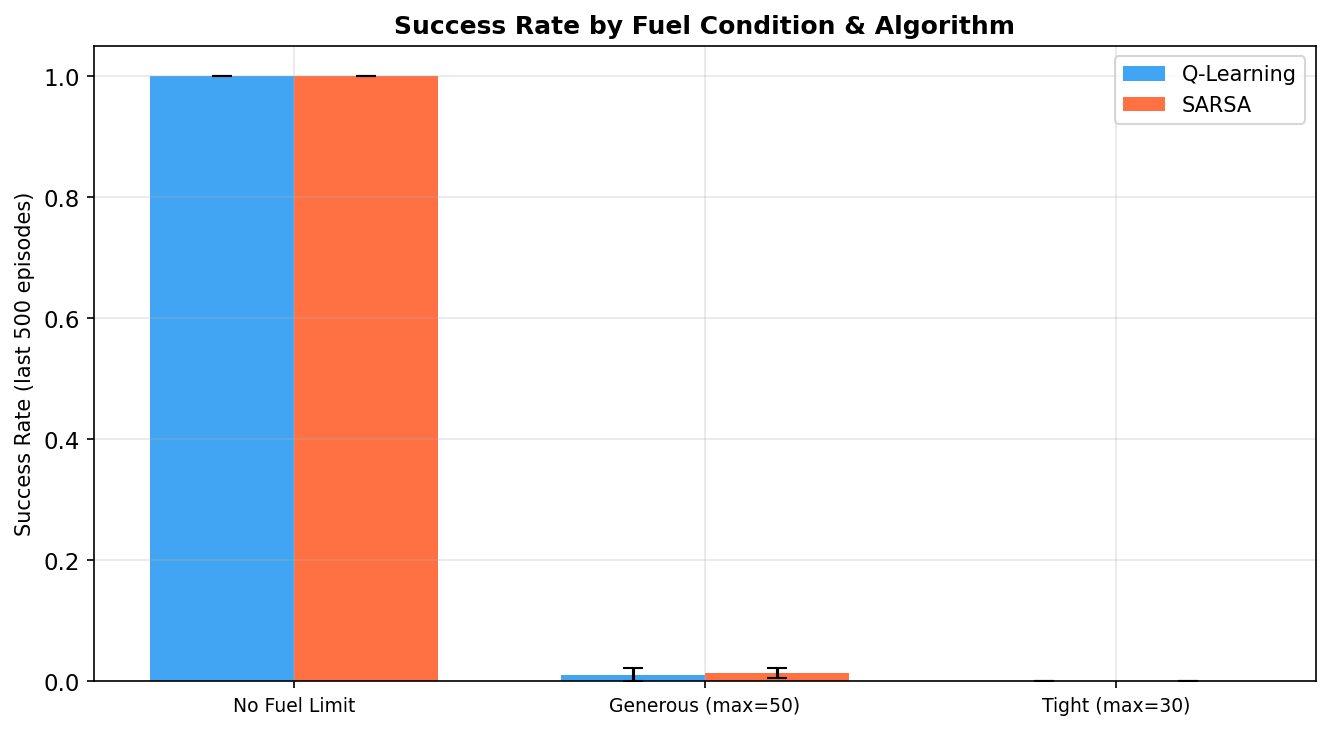 Success Rate by Fuel Condition & Algorithm
Q-Learning
SARSA
Success Rate (last 500 episodes)
1.0
0.8
0.6
0.4
0.2
0.0
No Fuel Limit
Generous (max=50)
Tight (max=30)